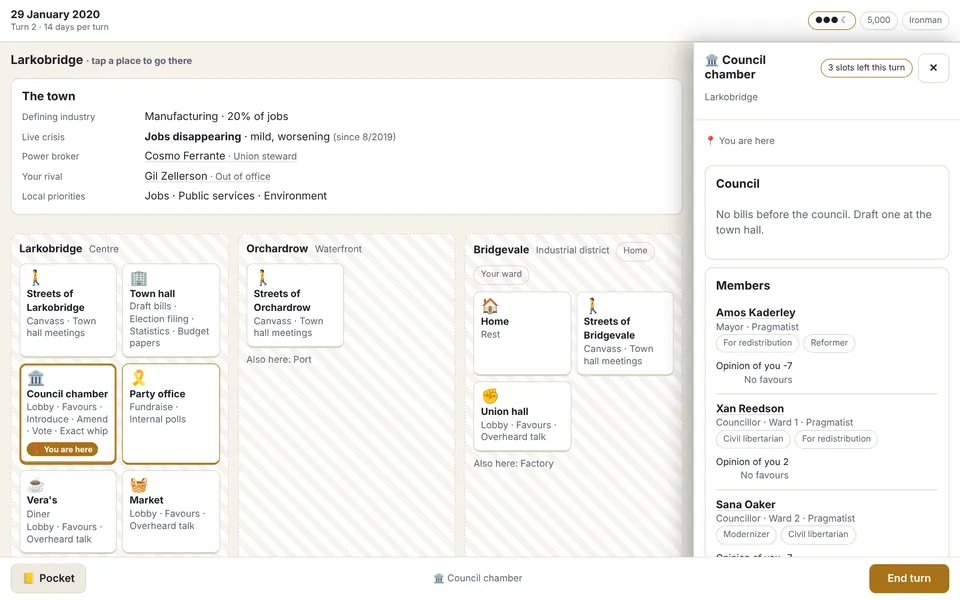 29 January 2020
Turn 2 · 14 days per turn
5,000
Ironman
Larkobridge · tap a place to go there
The town
Defining industry Manufacturing · 20% of jobs
Live crisis Jobs disappearing · mild, worsening (since 8/2019)
Power broker Cosmo Ferrante · Union steward
Your rival Gil Zellerson · Out of office
Local priorities Jobs · Public services · Environment
Larkobridge Centre
Streets of
Larkobridge
Canvass · Town
hall meetings
Town hall
Draft bills ·
Election filing ·
Statistics · Budget
papers
Council chamber
Lobby · Favours ·
Introduce · Amend
· Vote · Exact whip
You are here
Party office
Fundraise ·
Internal polls
Vera's
Diner
Lobby · Favours ·
Overheard talk
Market
Lobby · Favours ·
Overheard talk
Orchardrow Waterfront
Streets of
Orchardrow
Canvass · Town
hall meetings
Also here: Port
Bridgevale Industrial district Home
Your ward
Home
Rest
Streets of
Bridgevale
Canvass · Town
hall meetings
Union hall
Lobby · Favours ·
Overheard talk
Also here: Factory
Council
chamber
3 slots left this turn
Larkobridge
You are here
Council
No bills before the council. Draft one at the
town hall.
Members
Amos Kaderley
Mayor · Pragmatist
For redistribution Reformer
Opinion of you -7
No favours
Xan Reedson
Councillor · Ward 1 · Pragmatist
Civil libertarian For redistribution
Opinion of you 2
No favours
Sana Oaker
Councillor · Ward 2 · Pragmatist
Modernizer Civil libertarian
Pocket
Council chamber
End turn